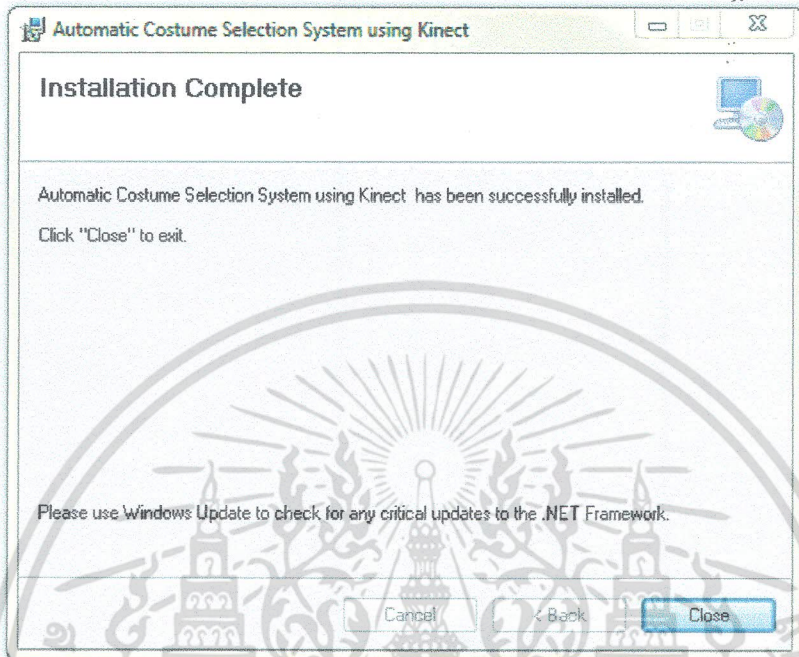 Automatic Costume Selection System using Kinect
Installation Complete
Automatic Costume Selection System using Kinect has been successfully installed.
Click "Close" to exit.
Please use Windows Update to check for any critical updates to the .NET Framework.
Cancel
< Back
Close